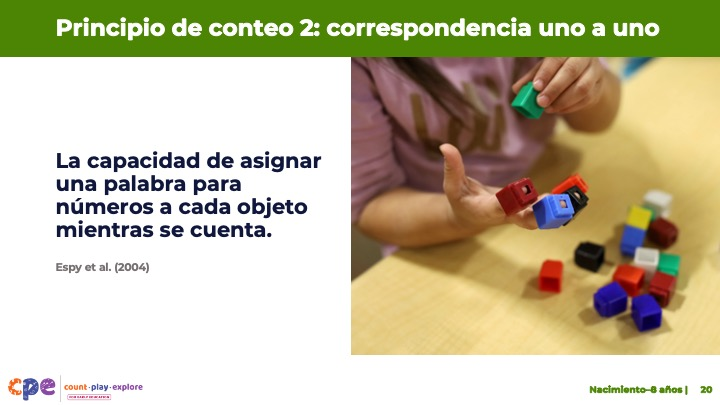 Principio de conteo 2: correspondencia uno a uno
La capacidad de asignar
una palabra para
números a cada objeto
mientras se cuenta.
Espy et al. (2004)
cpe
count·play·explore
Nacimiento–8 años | 20